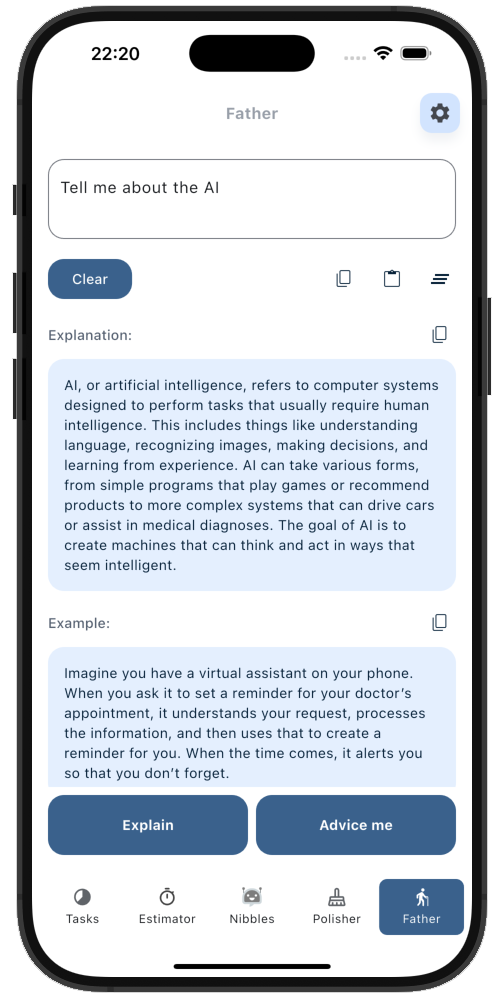 22:20
Father
Tell me about the AI
Clear
Explanation:
AI, or artificial intelligence, refers to computer systems
designed to perform tasks that usually require human
intelligence. This includes things like understanding
language, recognizing images, making decisions, and
learning from experience. AI can take various forms,
from simple programs that play games or recommend
products to more complex systems that can drive cars
or assist in medical diagnoses. The goal of AI is to
create machines that can think and act in ways that
seem intelligent.
Example:
Imagine you have a virtual assistant on your phone.
When you ask it to set a reminder for your doctor’s
appointment, it understands your request, processes
the information, and then uses that to create a
reminder for you. When the time comes, it alerts you
so that you don’t forget.
Explain
Advice me
Tasks
Estimator
Nibbles
Polisher
Father